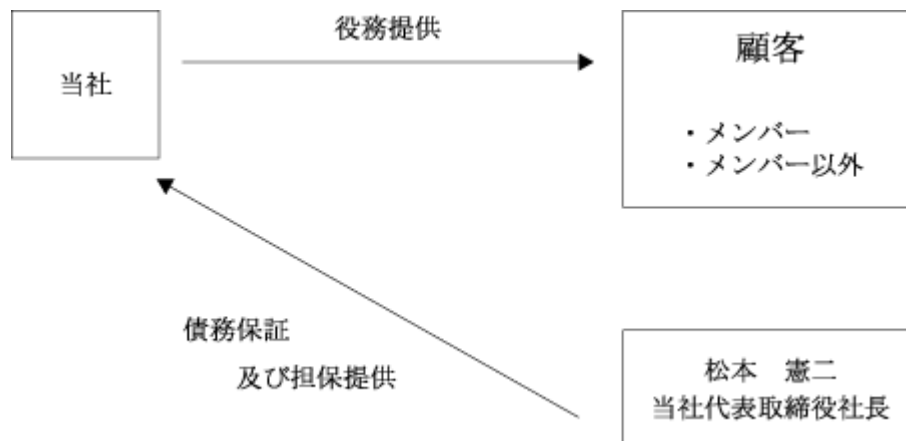 役務提供
当社
顧客
・メンバー
・メンバー以外
債務保証
及び担保提供
松本　憲二
当社代表取締役社長